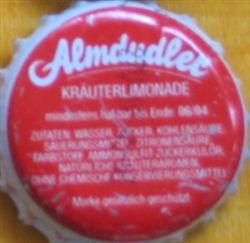 Almdudler
KRÄUTERLIMONADE
mindestens haltbar bis Ende: 06/04
ZUTATEN: WASSER, ZUCKER, KOHLENSÄURE,
SÄUERUNGSMITTEL: ZITRONENSÄURE,
FARBSTOFF: AMMONSULFIT-ZUCKERKULÖR,
NATÜRLICHE KRÄUTERAROMEN,
OHNE CHEMISCHE KONSERVIERUNGSMITTEL
Marke gesetzlich geschützt